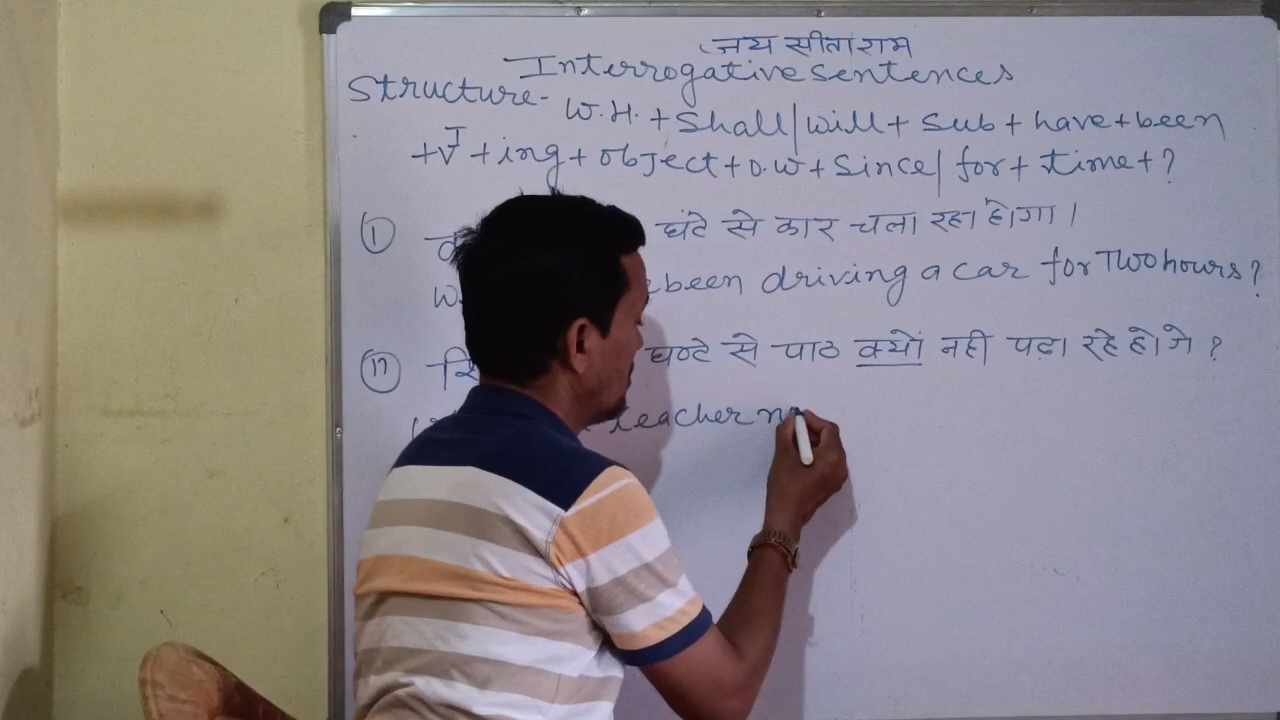 जय सीताराम
Interrogative sentences
Structure- W.H. + Shall/will + sub + have + been
+ V I + ing + object + O.W + Since/ for + time + ?
① घंटे से कार चला रहा होगा।
been driving a car for Two hours?
घण्टे से पाठ क्यों नही पढा रहे होगे ?
teacher